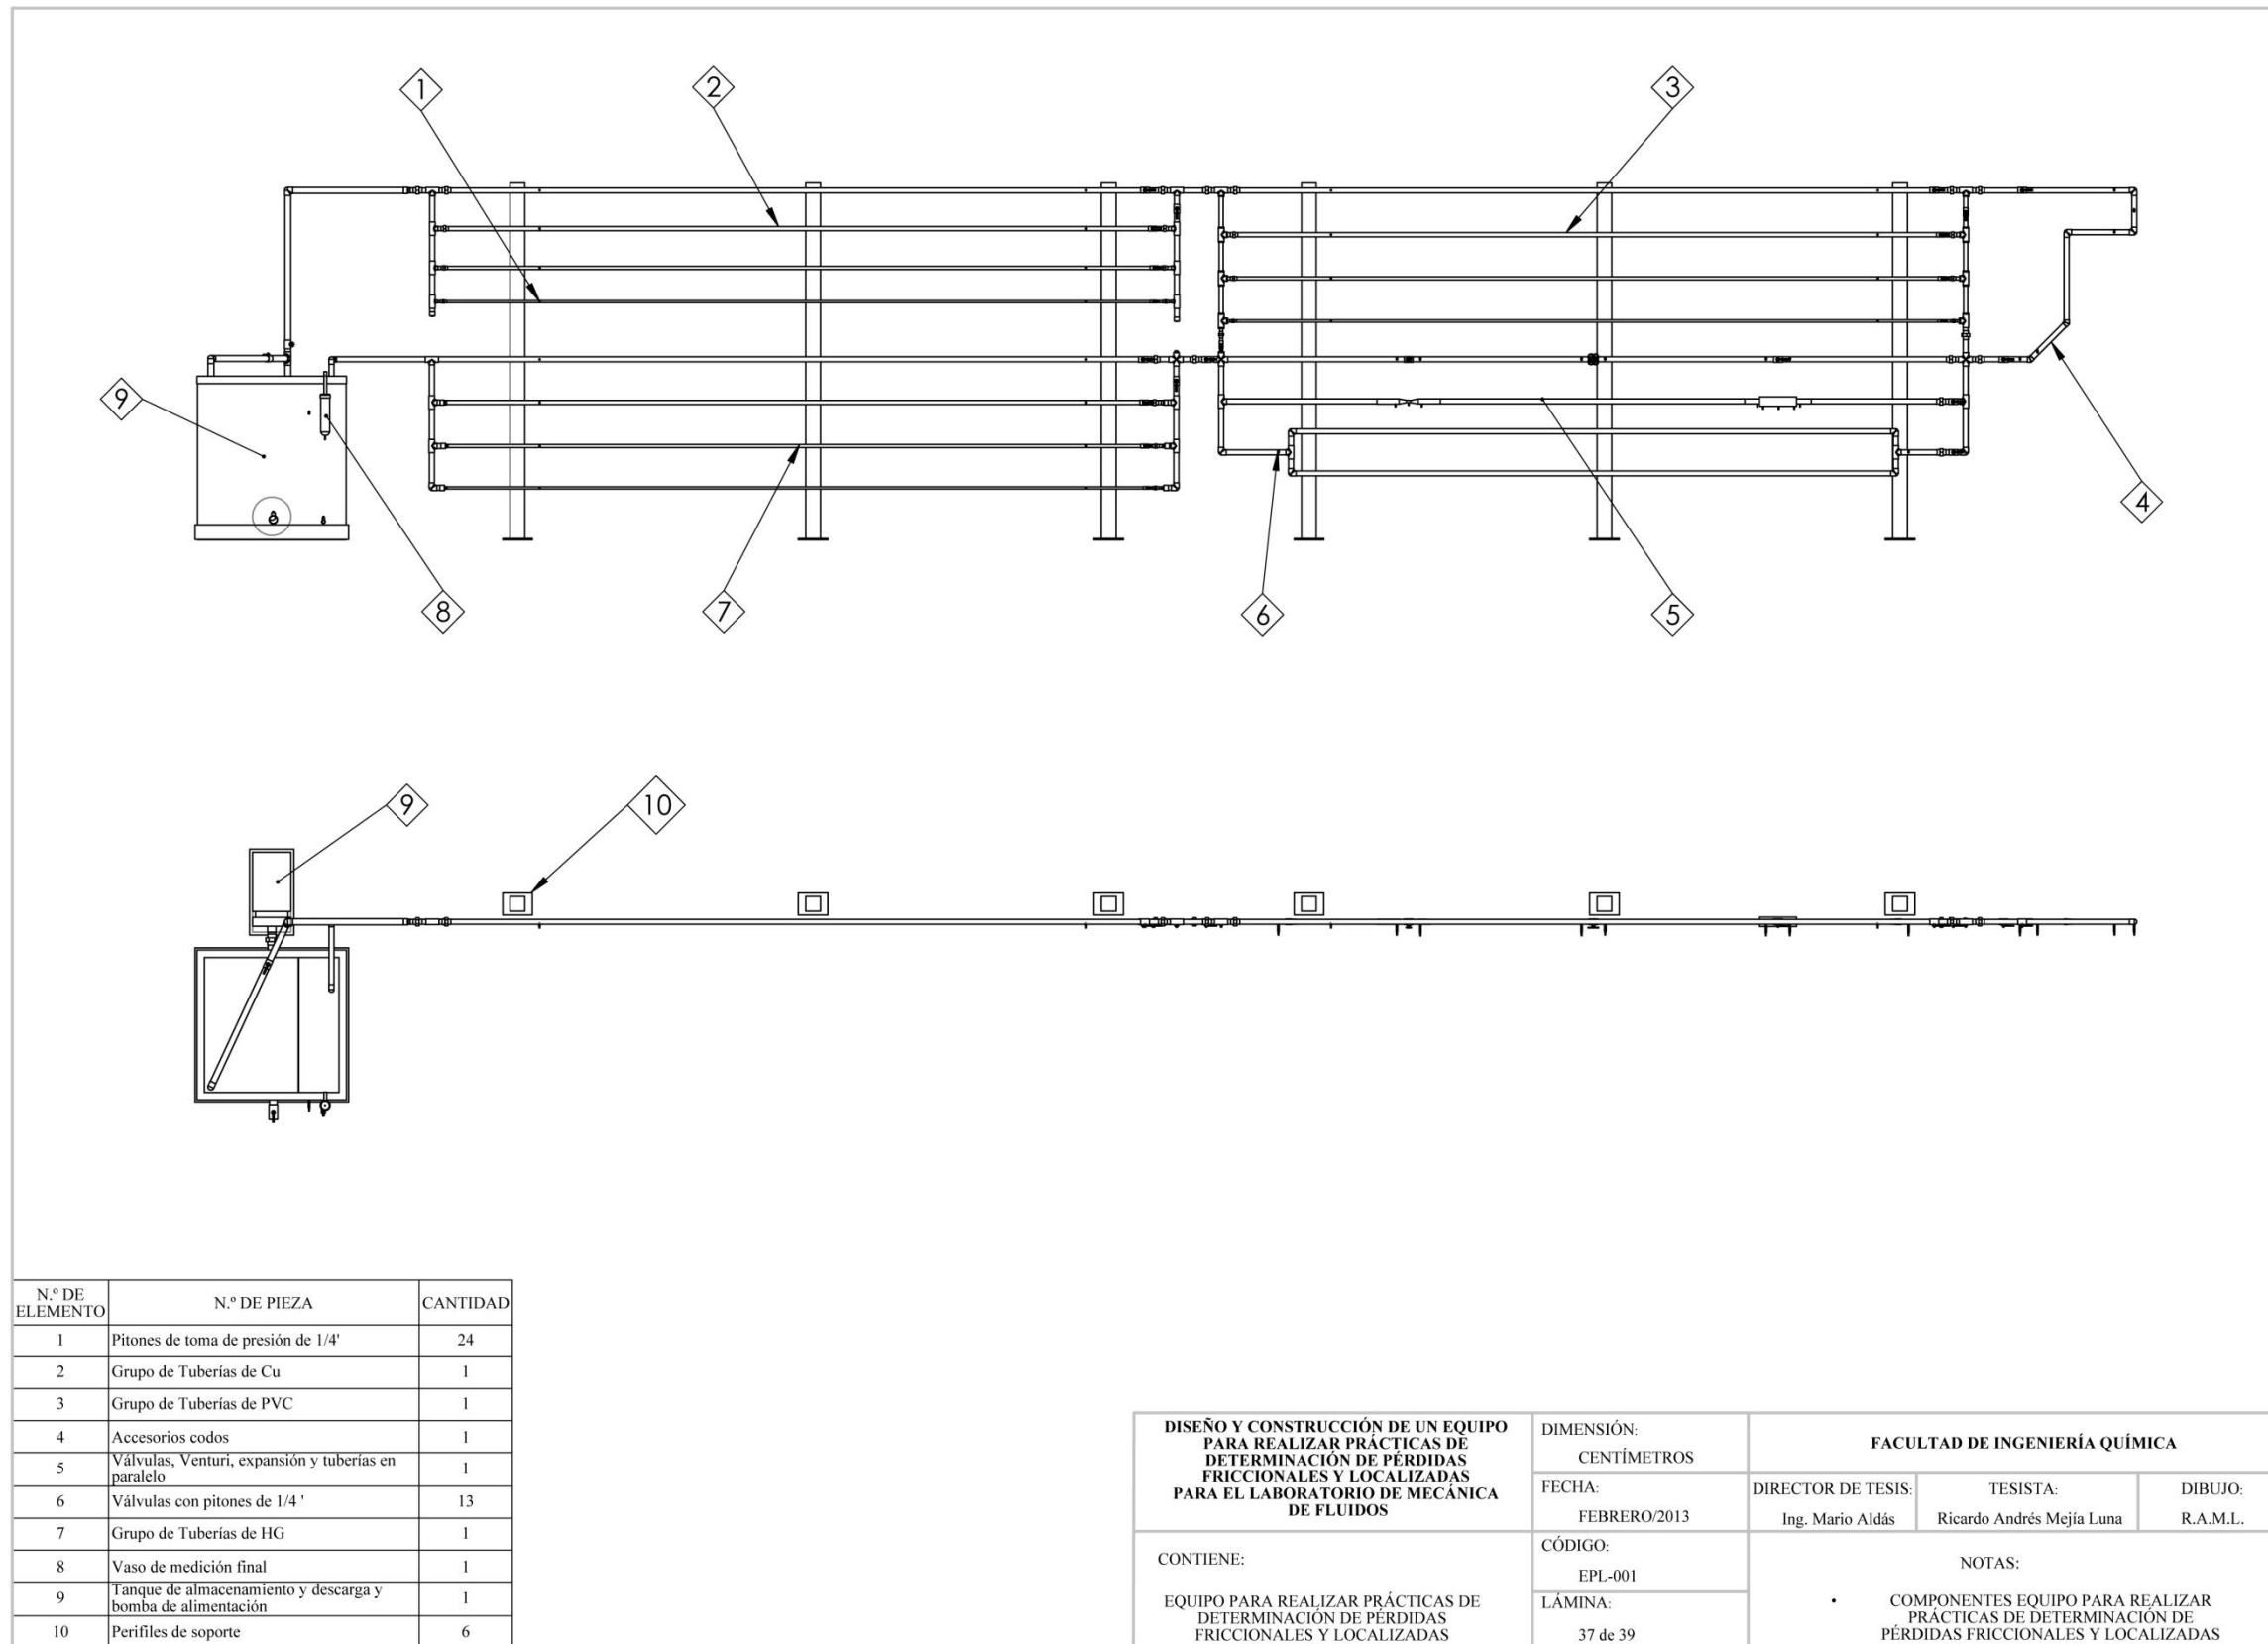 1
2
3
9
8
7
6
5
4
9
10
N.º DE
ELEMENTO
N.º DE PIEZA
CANTIDAD
1
Pitones de toma de presión de 1/4'
24
2
Grupo de Tuberías de Cu
1
3
Grupo de Tuberías de PVC
1
4
Accesorios codos
1
5
Válvulas, Venturi, expansión y tuberías en
paralelo
1
6
Válvulas con pitones de 1/4 '
13
7
Grupo de Tuberías de HG
1
8
Vaso de medición final
1
9
Tanque de almacenamiento y descarga y
bomba de alimentación
1
10
Perifiles de soporte
6
DISEÑO Y CONSTRUCCIÓN DE UN EQUIPO
PARA REALIZAR PRÁCTICAS DE
DETERMINACIÓN DE PÉRDIDAS
FRICCIONALES Y LOCALIZADAS
PARA EL LABORATORIO DE MECÁNICA
DE FLUIDOS
DIMENSIÓN:
CENTÍMETROS
FACULTAD DE INGENIERÍA QUÍMICA
FECHA:
FEBRERO/2013
DIRECTOR DE TESIS:
Ing. Mario Aldás
TESISTA:
Ricardo Andrés Mejía Luna
DIBUJO:
R.A.M.L.
CONTIENE:
EQUIPO PARA REALIZAR PRÁCTICAS DE
DETERMINACIÓN DE PÉRDIDAS
FRICCIONALES Y LOCALIZADAS
CÓDIGO:
EPL-001
LÁMINA:
37 de 39
NOTAS:
• COMPONENTES EQUIPO PARA REALIZAR
PRÁCTICAS DE DETERMINACIÓN DE
PÉRDIDAS FRICCIONALES Y LOCALIZADAS